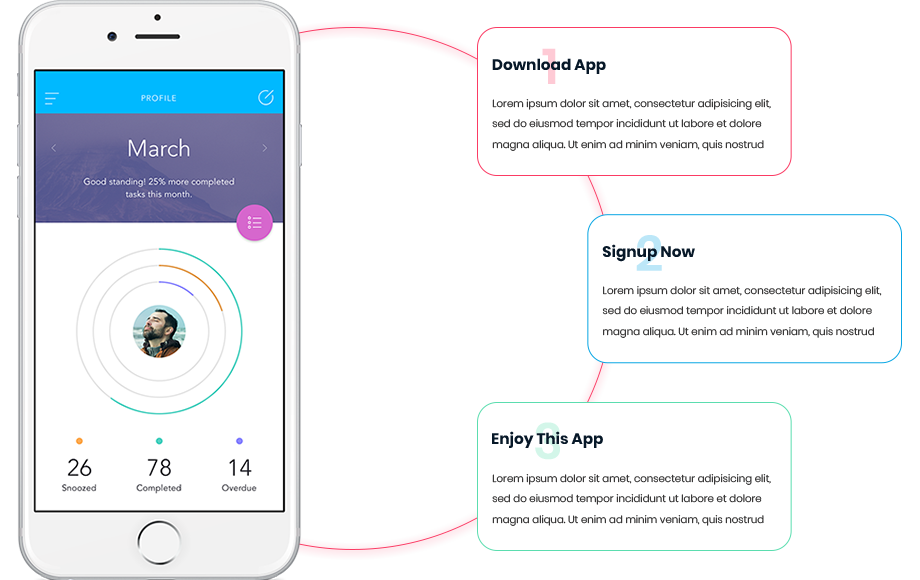 PROFILE
March
Good standing! 25% more completed
tasks this month.
26
Snoozed
78
Completed
14
Overdue
1
Download App
Lorem ipsum dolor sit amet, consectetur adipisicing elit,
sed do eiusmod tempor incididunt ut labore et dolore
magna aliqua. Ut enim ad minim veniam, quis nostrud
2
Signup Now
Lorem ipsum dolor sit amet, consectetur adipisicing elit,
sed do eiusmod tempor incididunt ut labore et dolore
magna aliqua. Ut enim ad minim veniam, quis nostrud
3
Enjoy This App
Lorem ipsum dolor sit amet, consectetur adipisicing elit,
sed do eiusmod tempor incididunt ut labore et dolore
magna aliqua. Ut enim ad minim veniam, quis nostrud